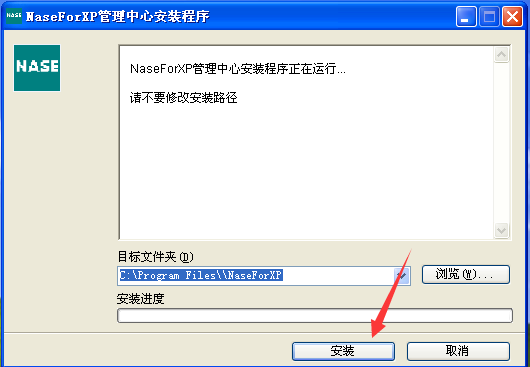 NASE NaseForXP管理中心安装程序
NASE
NaseForXP管理中心安装程序正在运行...
请不要修改安装路径
目标文件夹(D)
C:\Program Files\\NaseForXP
浏览(W)...
安装进度
安装
取消